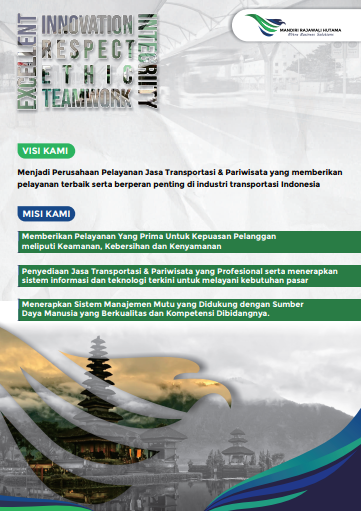 EXCELLENT
INNOVATION
RESPECT
ETHIC
TEAMWORK
INTEGRITY
MANDIRI RAJAWALI HUTAMA
VISI KAMI
Menjadi Perusahaan Pelayanan Jasa Transportasi & Pariwisata yang memberikan
pelayanan terbaik serta berperan penting di industri transportasi Indonesia
MISI KAMI
Memberikan Pelayanan Yang Prima Untuk Kepuasan Pelanggan
meliputi Keamanan, Kebersihan dan Kenyamanan
Penyediaan Jasa Transportasi & Pariwisata yang Profesional serta menerapkan
sistem informasi dan teknologi terkini untuk melayani kebutuhan pasar
Menerapkan Sistem Manajemen Mutu yang Didukung dengan Sumber
Daya Manusia yang Berkualitas dan Kompetensi Dibidangnya.